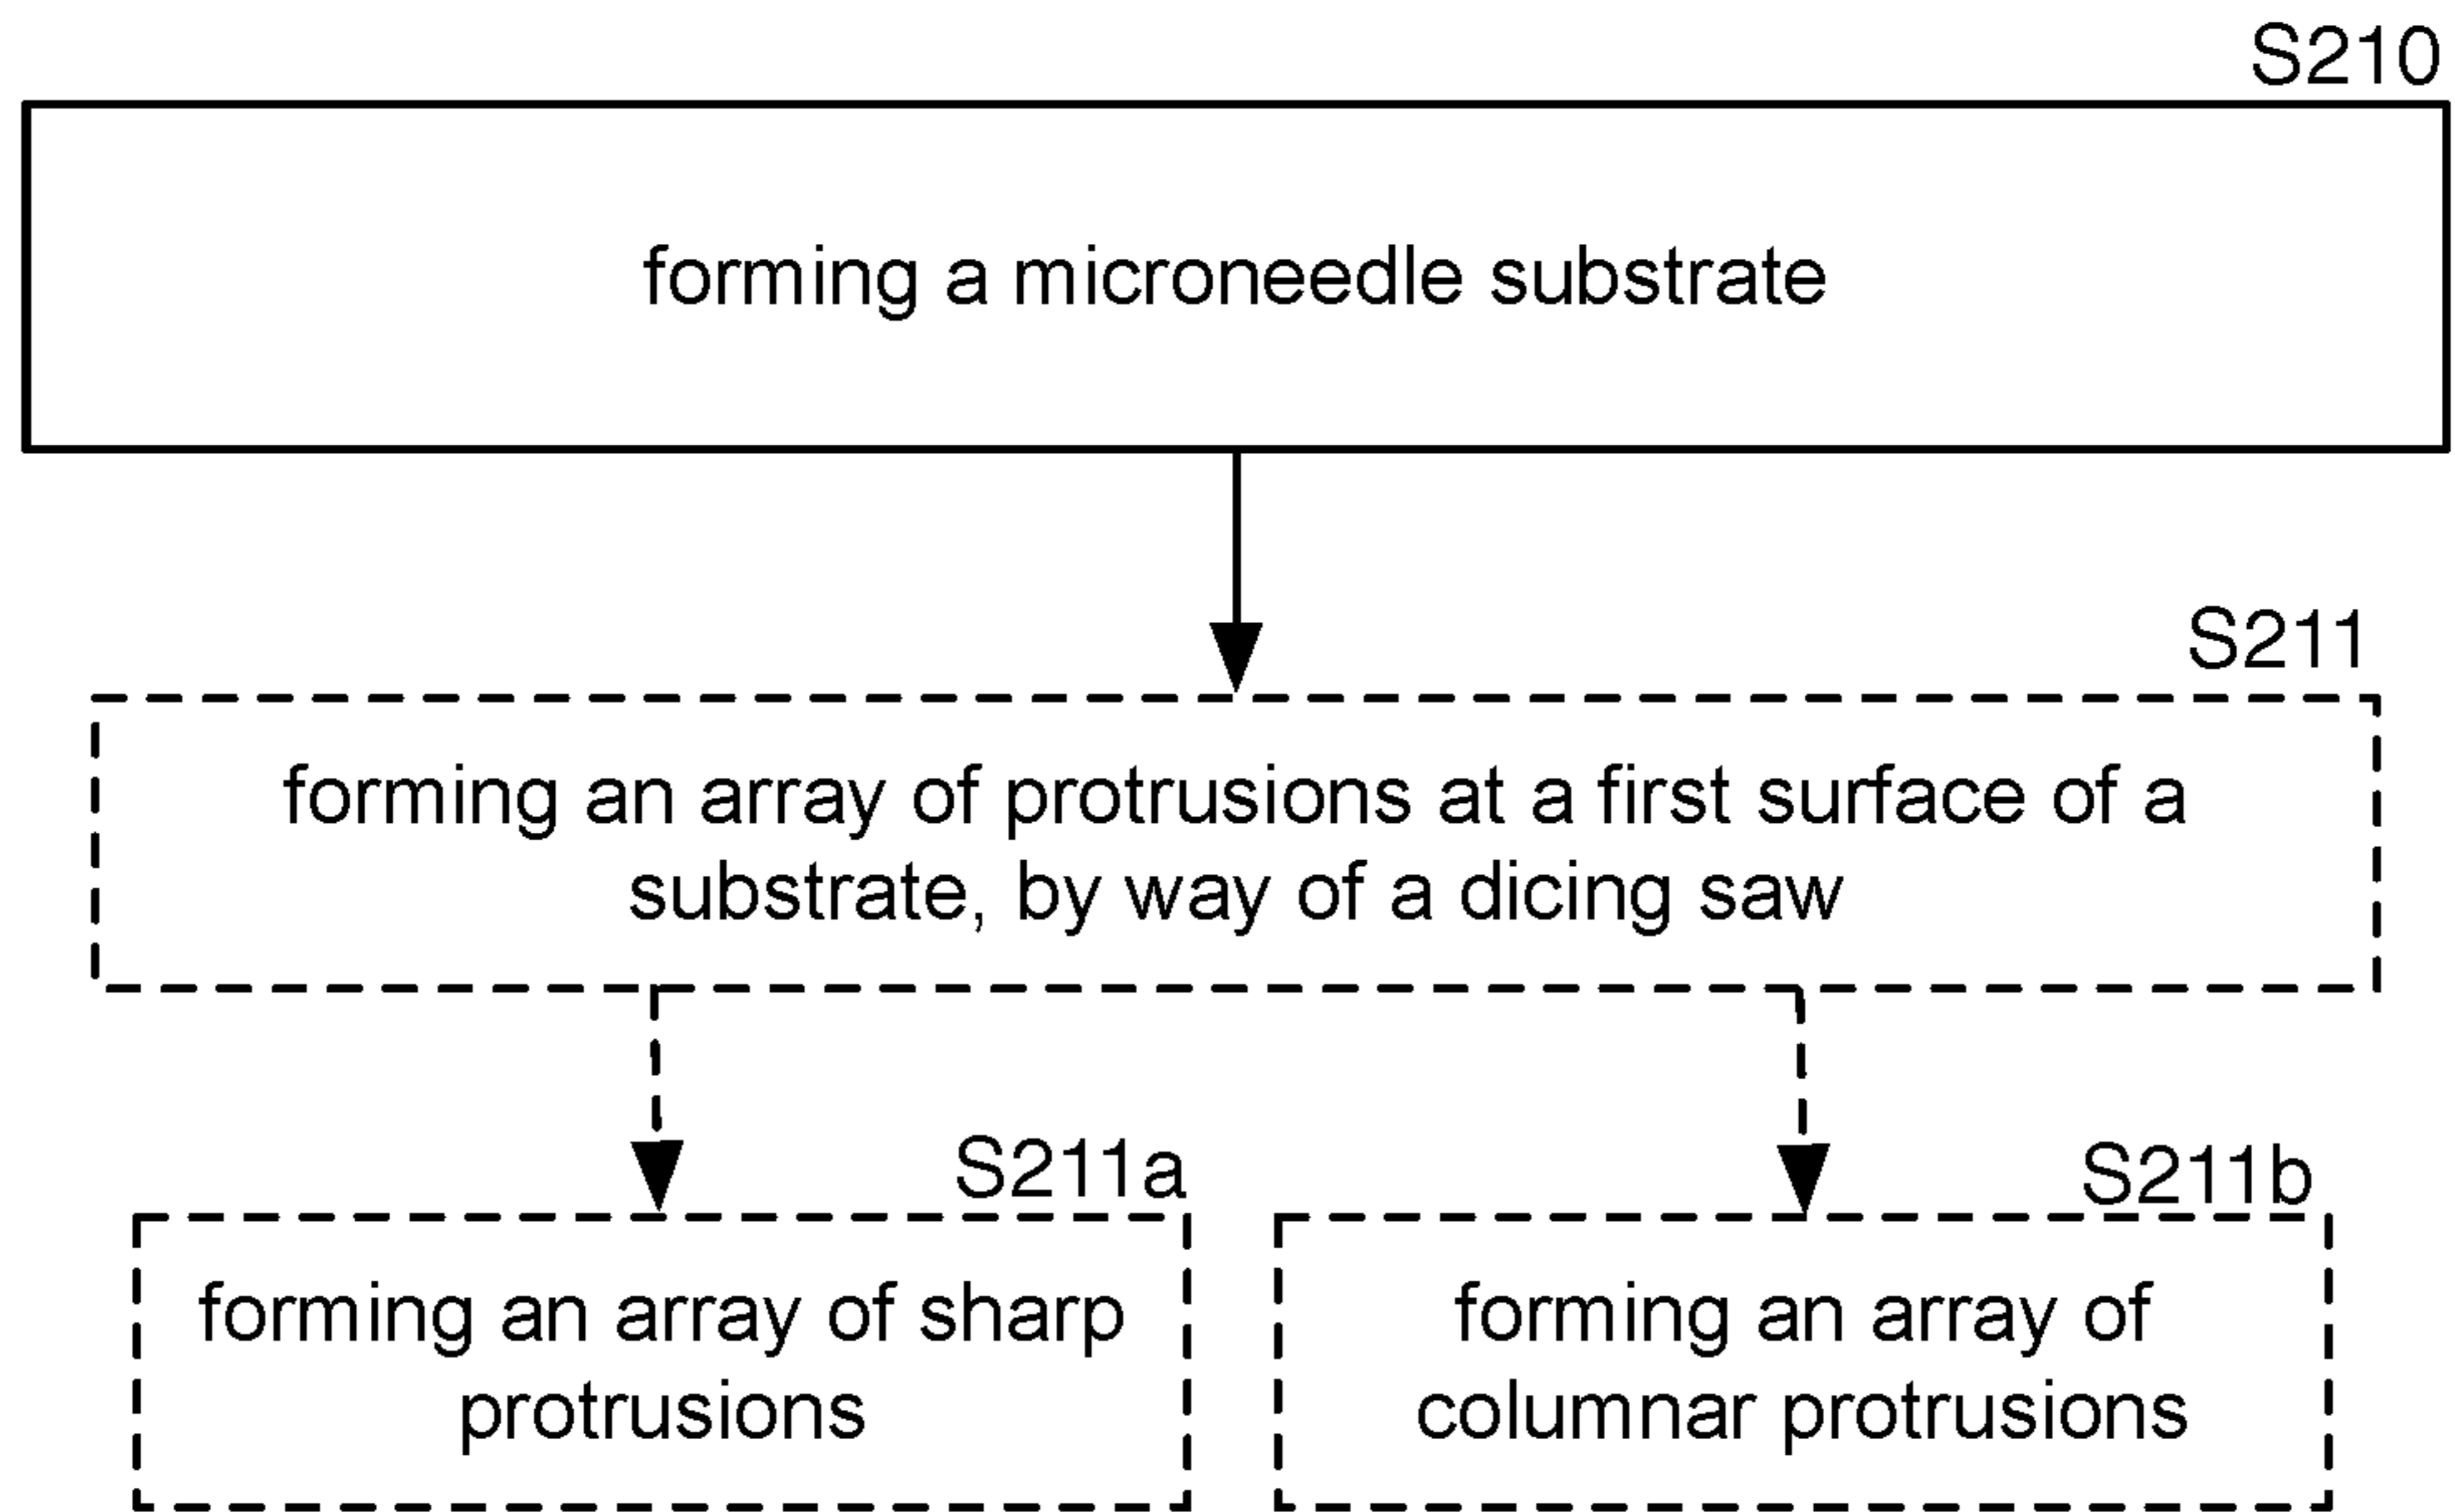 S210
forming a microneedle substrate
S211
forming an array of protrusions at a first surface of a
substrate, by way of a dicing saw
S211a
forming an array of sharp
protrusions
S211b
forming an array of
columnar protrusions